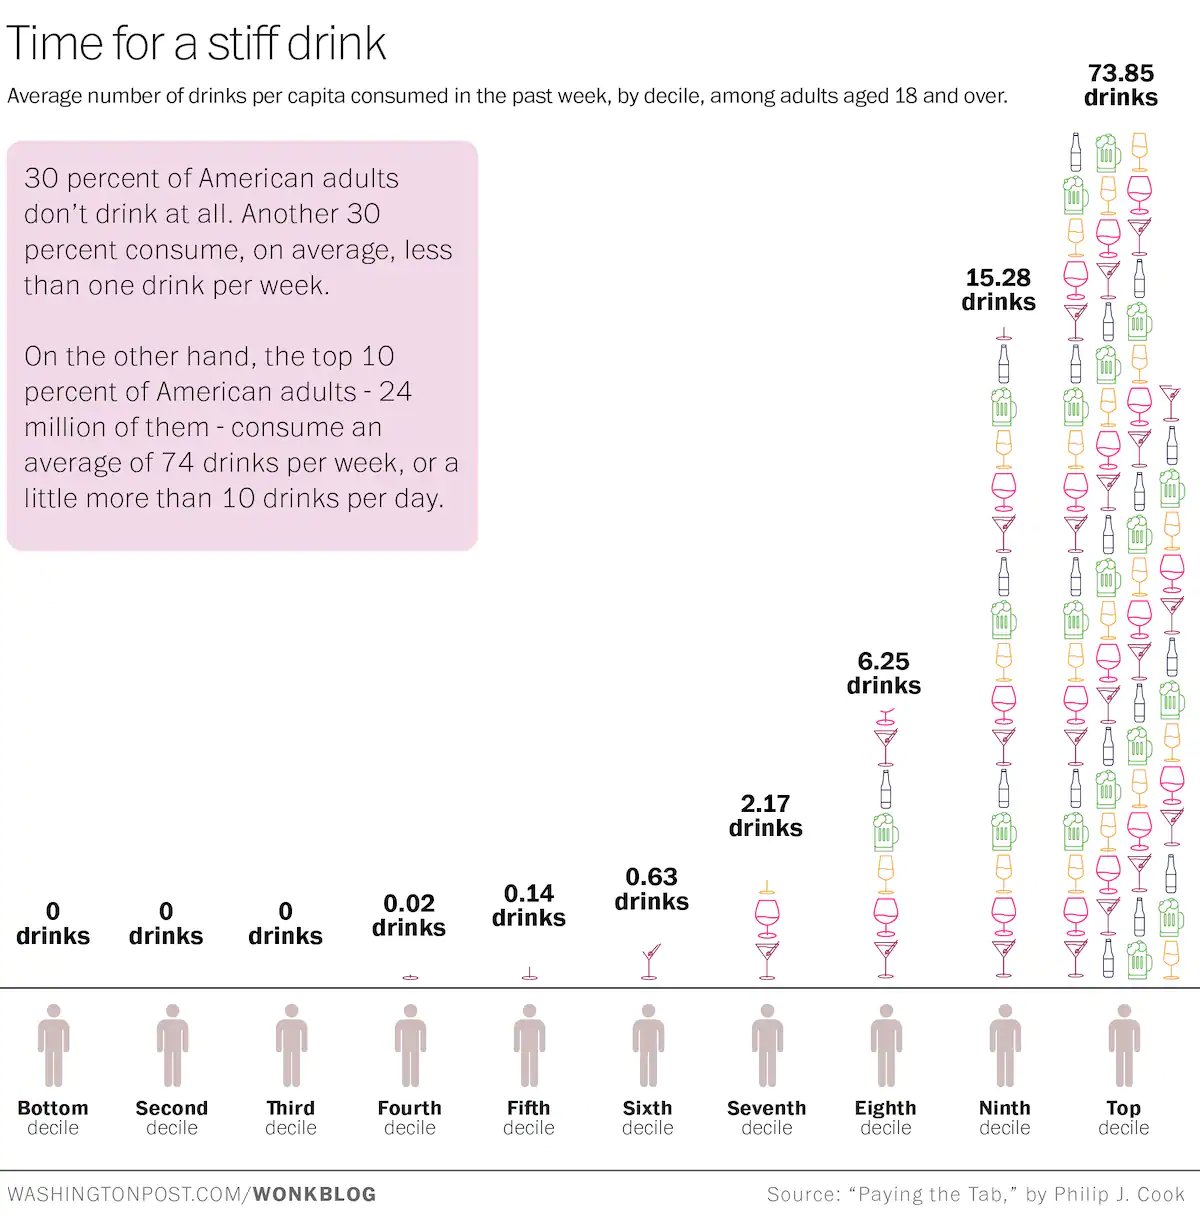 Time for a stiff drink
Average number of drinks per capita consumed in the past week, by decile, among adults aged 18 and over.
30 percent of American adults
don’t drink at all. Another 30
percent consume, on average, less
than one drink per week.
On the other hand, the top 10
percent of American adults - 24
million of them - consume an
average of 74 drinks per week, or a
little more than 10 drinks per day.
0
drinks
0
drinks
0
drinks
0.02
drinks
0.14
drinks
0.63
drinks
2.17
drinks
6.25
drinks
15.28
drinks
73.85
drinks
Bottom
decile
Second
decile
Third
decile
Fourth
decile
Fifth
decile
Sixth
decile
Seventh
decile
Eighth
decile
Ninth
decile
Top
decile
WASHINGTONPOST.COM/WONKBLOG
Source: “Paying the Tab,” by Philip J. Cook